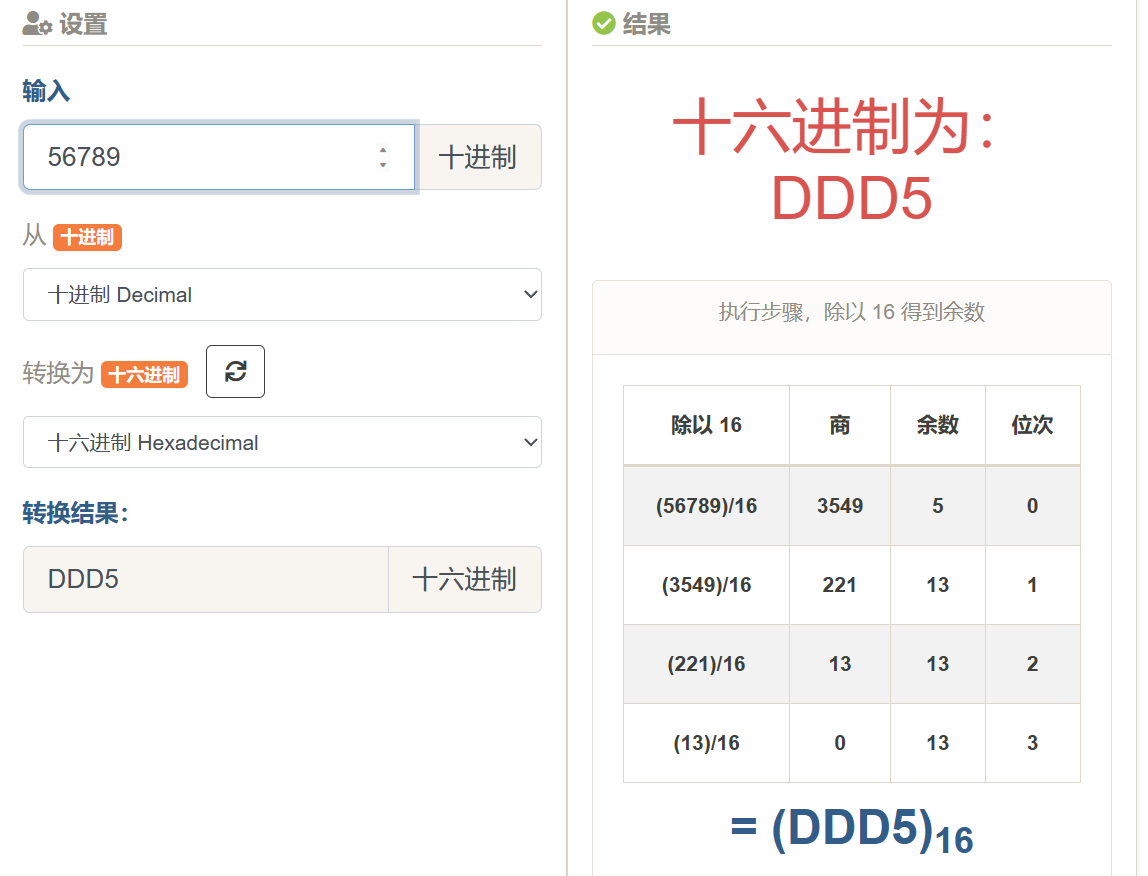 设置
输入
56789 十进制
从 十进制
十进制 Decimal
转换为 十六进制
十六进制 Hexadecimal
转换结果：
DDD5 十六进制
结果
十六进制为：
DDD5
执行步骤，除以 16 得到余数
除以 16 商 余数 位次
(56789)/16 3549 5 0
(3549)/16 221 13 1
(221)/16 13 13 2
(13)/16 0 13 3
= (DDD5)16